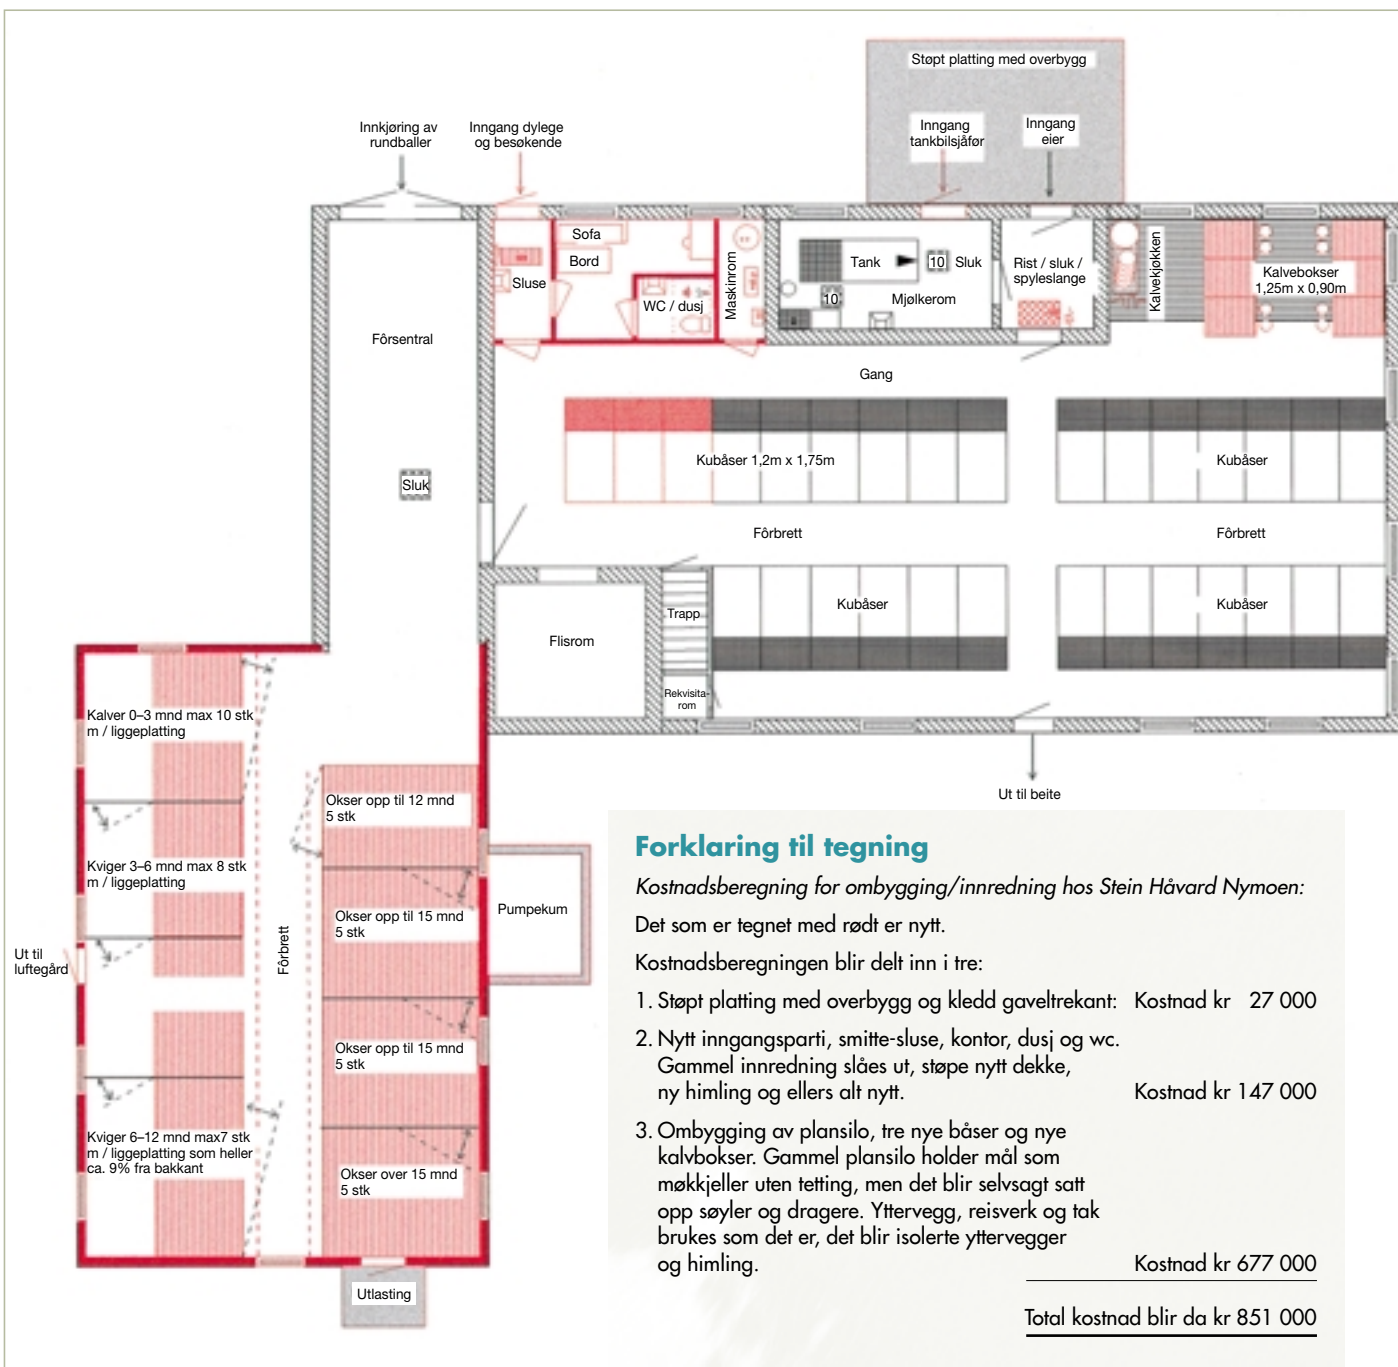 Støpt platting med overbygg
Innkjøring av
rundballer
Inngang dylege
og besøkende
Inngang
tankbilsjåfør
Inngang
eier
Sofa
Bord
Sluse
WC / dusj
Maskinrom
Tank
10
Sluk
10
Mjølkerom
Rist / sluk /
spyleslange
Kalvekjøkken
Kalvebokser
1,25m x 0,90m
Fôrsentral
Gang
Kubåser 1,2m x 1,75m
Kubåser
Sluk
Fôrbrett
Fôrbrett
Trapp
Kubåser
Kubåser
Flisrom
Rekvisita-
rom
Ut til beite
Kalver 0–3 mnd max 10 stk
m / liggeplatting
Okser opp til 12 mnd
5 stk
Kviger 3–6 mnd max 8 stk
m / liggeplatting
Okser opp til 15 mnd
5 stk
Pumpekum
Fôrbrett
Ut til
luftegård
Okser opp til 15 mnd
5 stk
Kviger 6–12 mnd max7 stk
m / liggeplatting som heller
ca. 9% fra bakkant
Okser over 15 mnd
5 stk
Utlasting
Forklaring til tegning
Kostnadsberegning for ombygging/innredning hos Stein Håvard Nymoen:
Det som er tegnet med rødt er nytt.
Kostnadsberegningen blir delt inn i tre:
1. Støpt platting med overbygg og kledd gaveltrekant: Kostnad kr 27 000
2. Nytt inngangsparti, smitte-sluse, kontor, dusj og wc.
Gammel innredning slåes ut, støpe nytt dekke,
ny himling og ellers alt nytt. Kostnad kr 147 000
3. Ombygging av plansilo, tre nye båser og nye
kalvbokser. Gammel plansilo holder mål som
møkkjeller uten tetting, men det blir selvsagt satt
opp søyler og dragere. Yttervegg, reisverk og tak
brukes som det er, det blir isolerte yttervegger
og himling. Kostnad kr 677 000
Total kostnad blir da kr 851 000